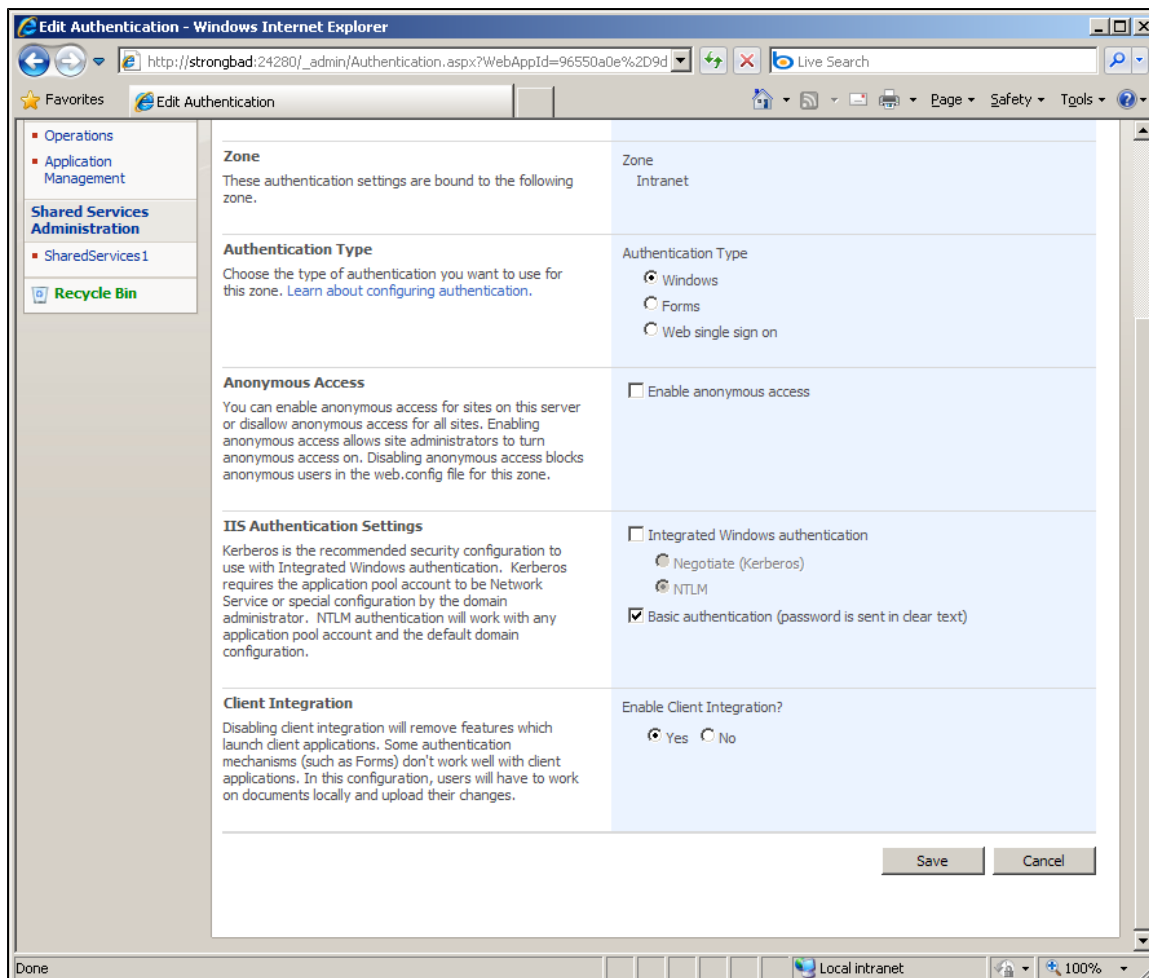 Edit Authentication - Windows Internet Explorer
http://strongbad:24280/_admin/Authentication.aspx?WebAppId=96550a0e%2D9d
Live Search
Favorites
Edit Authentication
Page
Safety
Tools
Operations
Application
Management
Shared Services
Administration
SharedServices1
Recycle Bin
Zone
These authentication settings are bound to the following
zone.
Zone
Intranet
Authentication Type
Choose the type of authentication you want to use for
this zone. Learn about configuring authentication.
Authentication Type
Windows
Forms
Web single sign on
Anonymous Access
You can enable anonymous access for sites on this server
or disallow anonymous access for all sites. Enabling
anonymous access allows site administrators to turn
anonymous access on. Disabling anonymous access blocks
anonymous users in the web.config file for this zone.
Enable anonymous access
IIS Authentication Settings
Kerberos is the recommended security configuration to
use with Integrated Windows authentication. Kerberos
requires the application pool account to be Network
Service or special configuration by the domain
administrator. NTLM authentication will work with any
application pool account and the default domain
configuration.
Integrated Windows authentication
Negotiate (Kerberos)
NTLM
Basic authentication (password is sent in clear text)
Client Integration
Disabling client integration will remove features which
launch client applications. Some authentication
mechanisms (such as Forms) don't work well with client
applications. In this configuration, users will have to work
on documents locally and upload their changes.
Enable Client Integration?
Yes No
Save Cancel
Done
Local intranet
100%